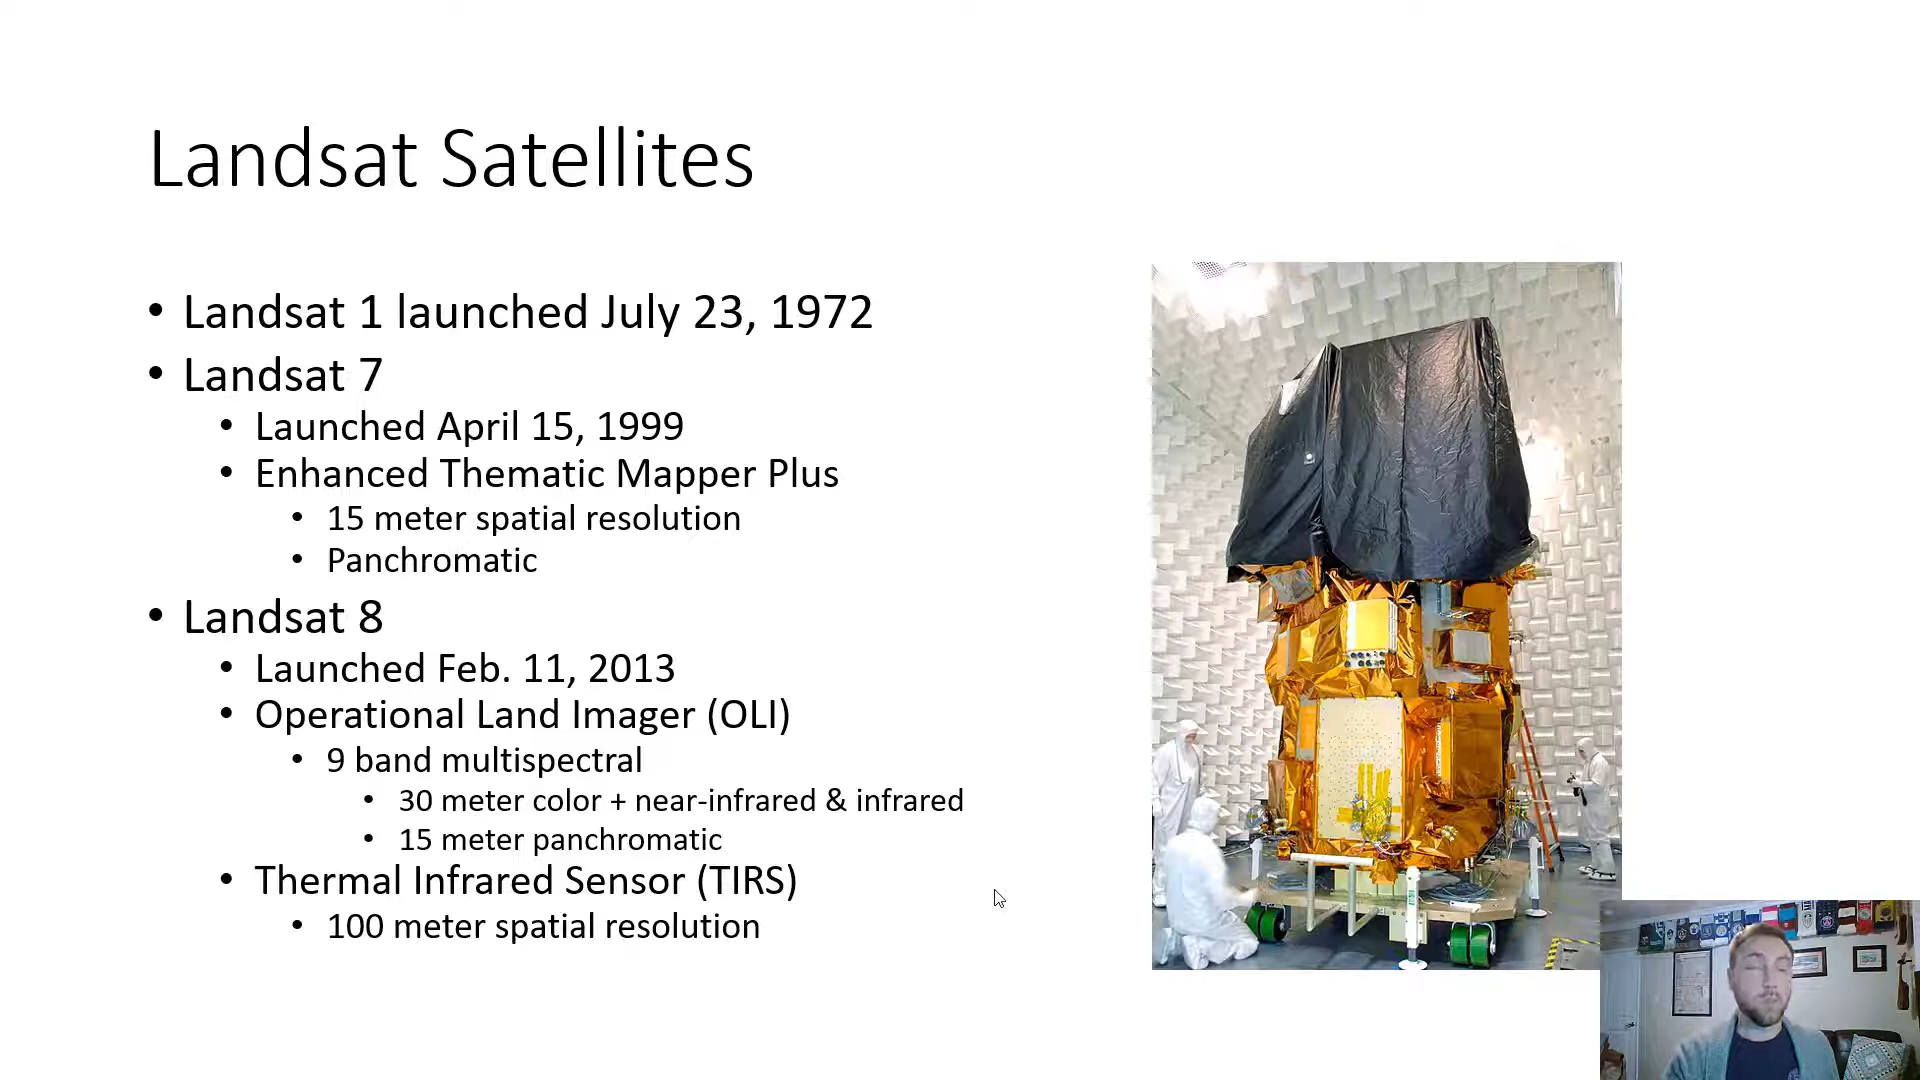 Landsat Satellites
• Landsat 1 launched July 23, 1972
• Landsat 7
• Launched April 15, 1999
• Enhanced Thematic Mapper Plus
• 15 meter spatial resolution
• Panchromatic
• Landsat 8
• Launched Feb. 11, 2013
• Operational Land Imager (OLI)
• 9 band multispectral
• 30 meter color + near-infrared & infrared
• 15 meter panchromatic
• Thermal Infrared Sensor (TIRS)
• 100 meter spatial resolution